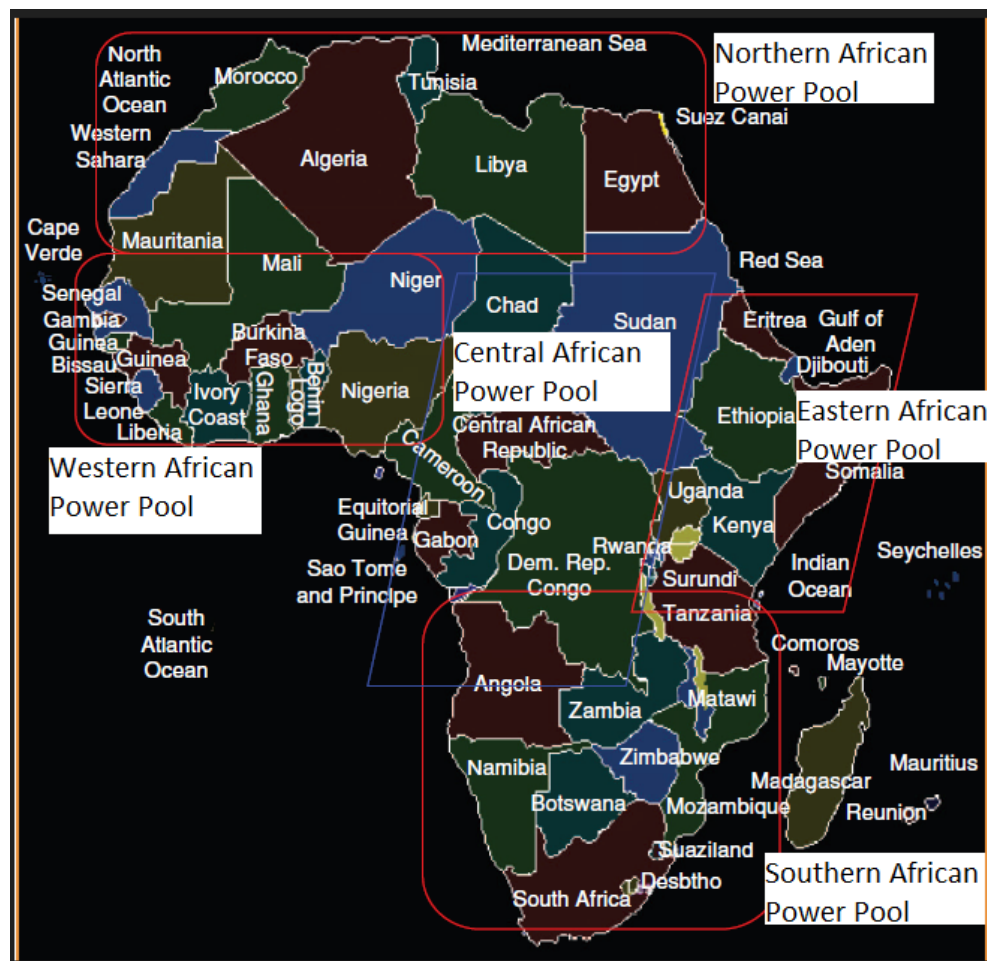 North
Atlantic
Ocean
Mediterranean Sea
Northern African
Power Pool
Morocco
Tunisia
Suez Canai
Western
Sahara
Algeria
Libya
Egypt
Cape
Verde
Mauritania
Mali
Niger
Red Sea
Senegal
Gambia
Guinea
Bissau
Guinea
Sierra
Leone
Liberia
Burkina
Faso
Ivory
Coast
Ghana
Logo
Benin
Nigeria
Chad
Sudan
Eritrea
Gulf of
Aden
Djibouti
Central African
Power Pool
Ethiopia
Eastern African
Power Pool
Somalia
Western African
Power Pool
Cameroon
Central African
Republic
Uganda
Kenya
Equitorial
Guinea
Gabon
Congo
Rwanda
Dem. Rep.
Congo
Surundi
Indian
Ocean
Seychelles
Sao Tome
and Principe
Tanzania
South
Atlantic
Ocean
Comoros
Mayotte
Angola
Zambia
Matawi
Namibia
Zimbabwe
Madagascar
Mauritius
Botswana
Mozambique
Reunion
Suaziland
Desbtho
South Africa
Southern African
Power Pool